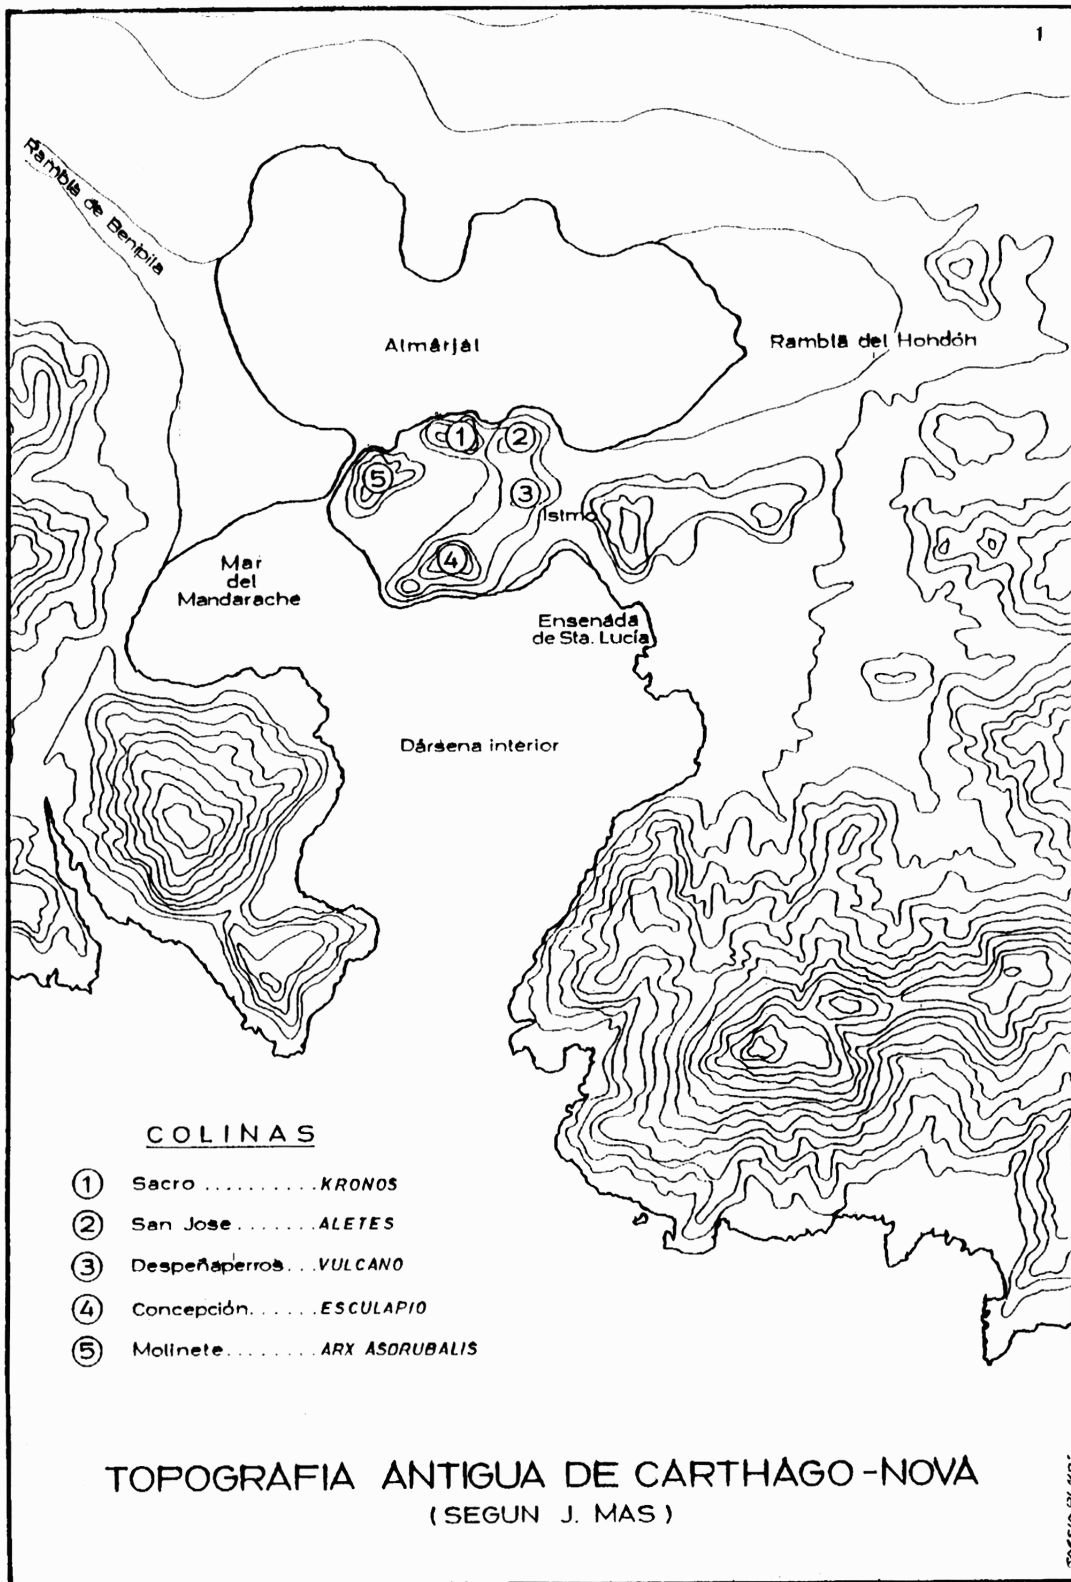 1
Rambla de Benipila
Almarjal
Rambla del Hondón
1
2
5
3
Istmo
4
Mar
del
Mandarache
Ensenada
de Sta. Lucía
Dársena interior
COLINAS
1 Sacro .......... KRONOS
2 San Jose ....... ALETES
3 Despeñaperros ... VULCANO
4 Concepción ...... ESCULAPIO
5 Molinete ........ ARX ASDRUBALIS
TOPOGRAFIA ANTIGUA DE CARTHAGO-NOVA
(SEGUN J. MAS)